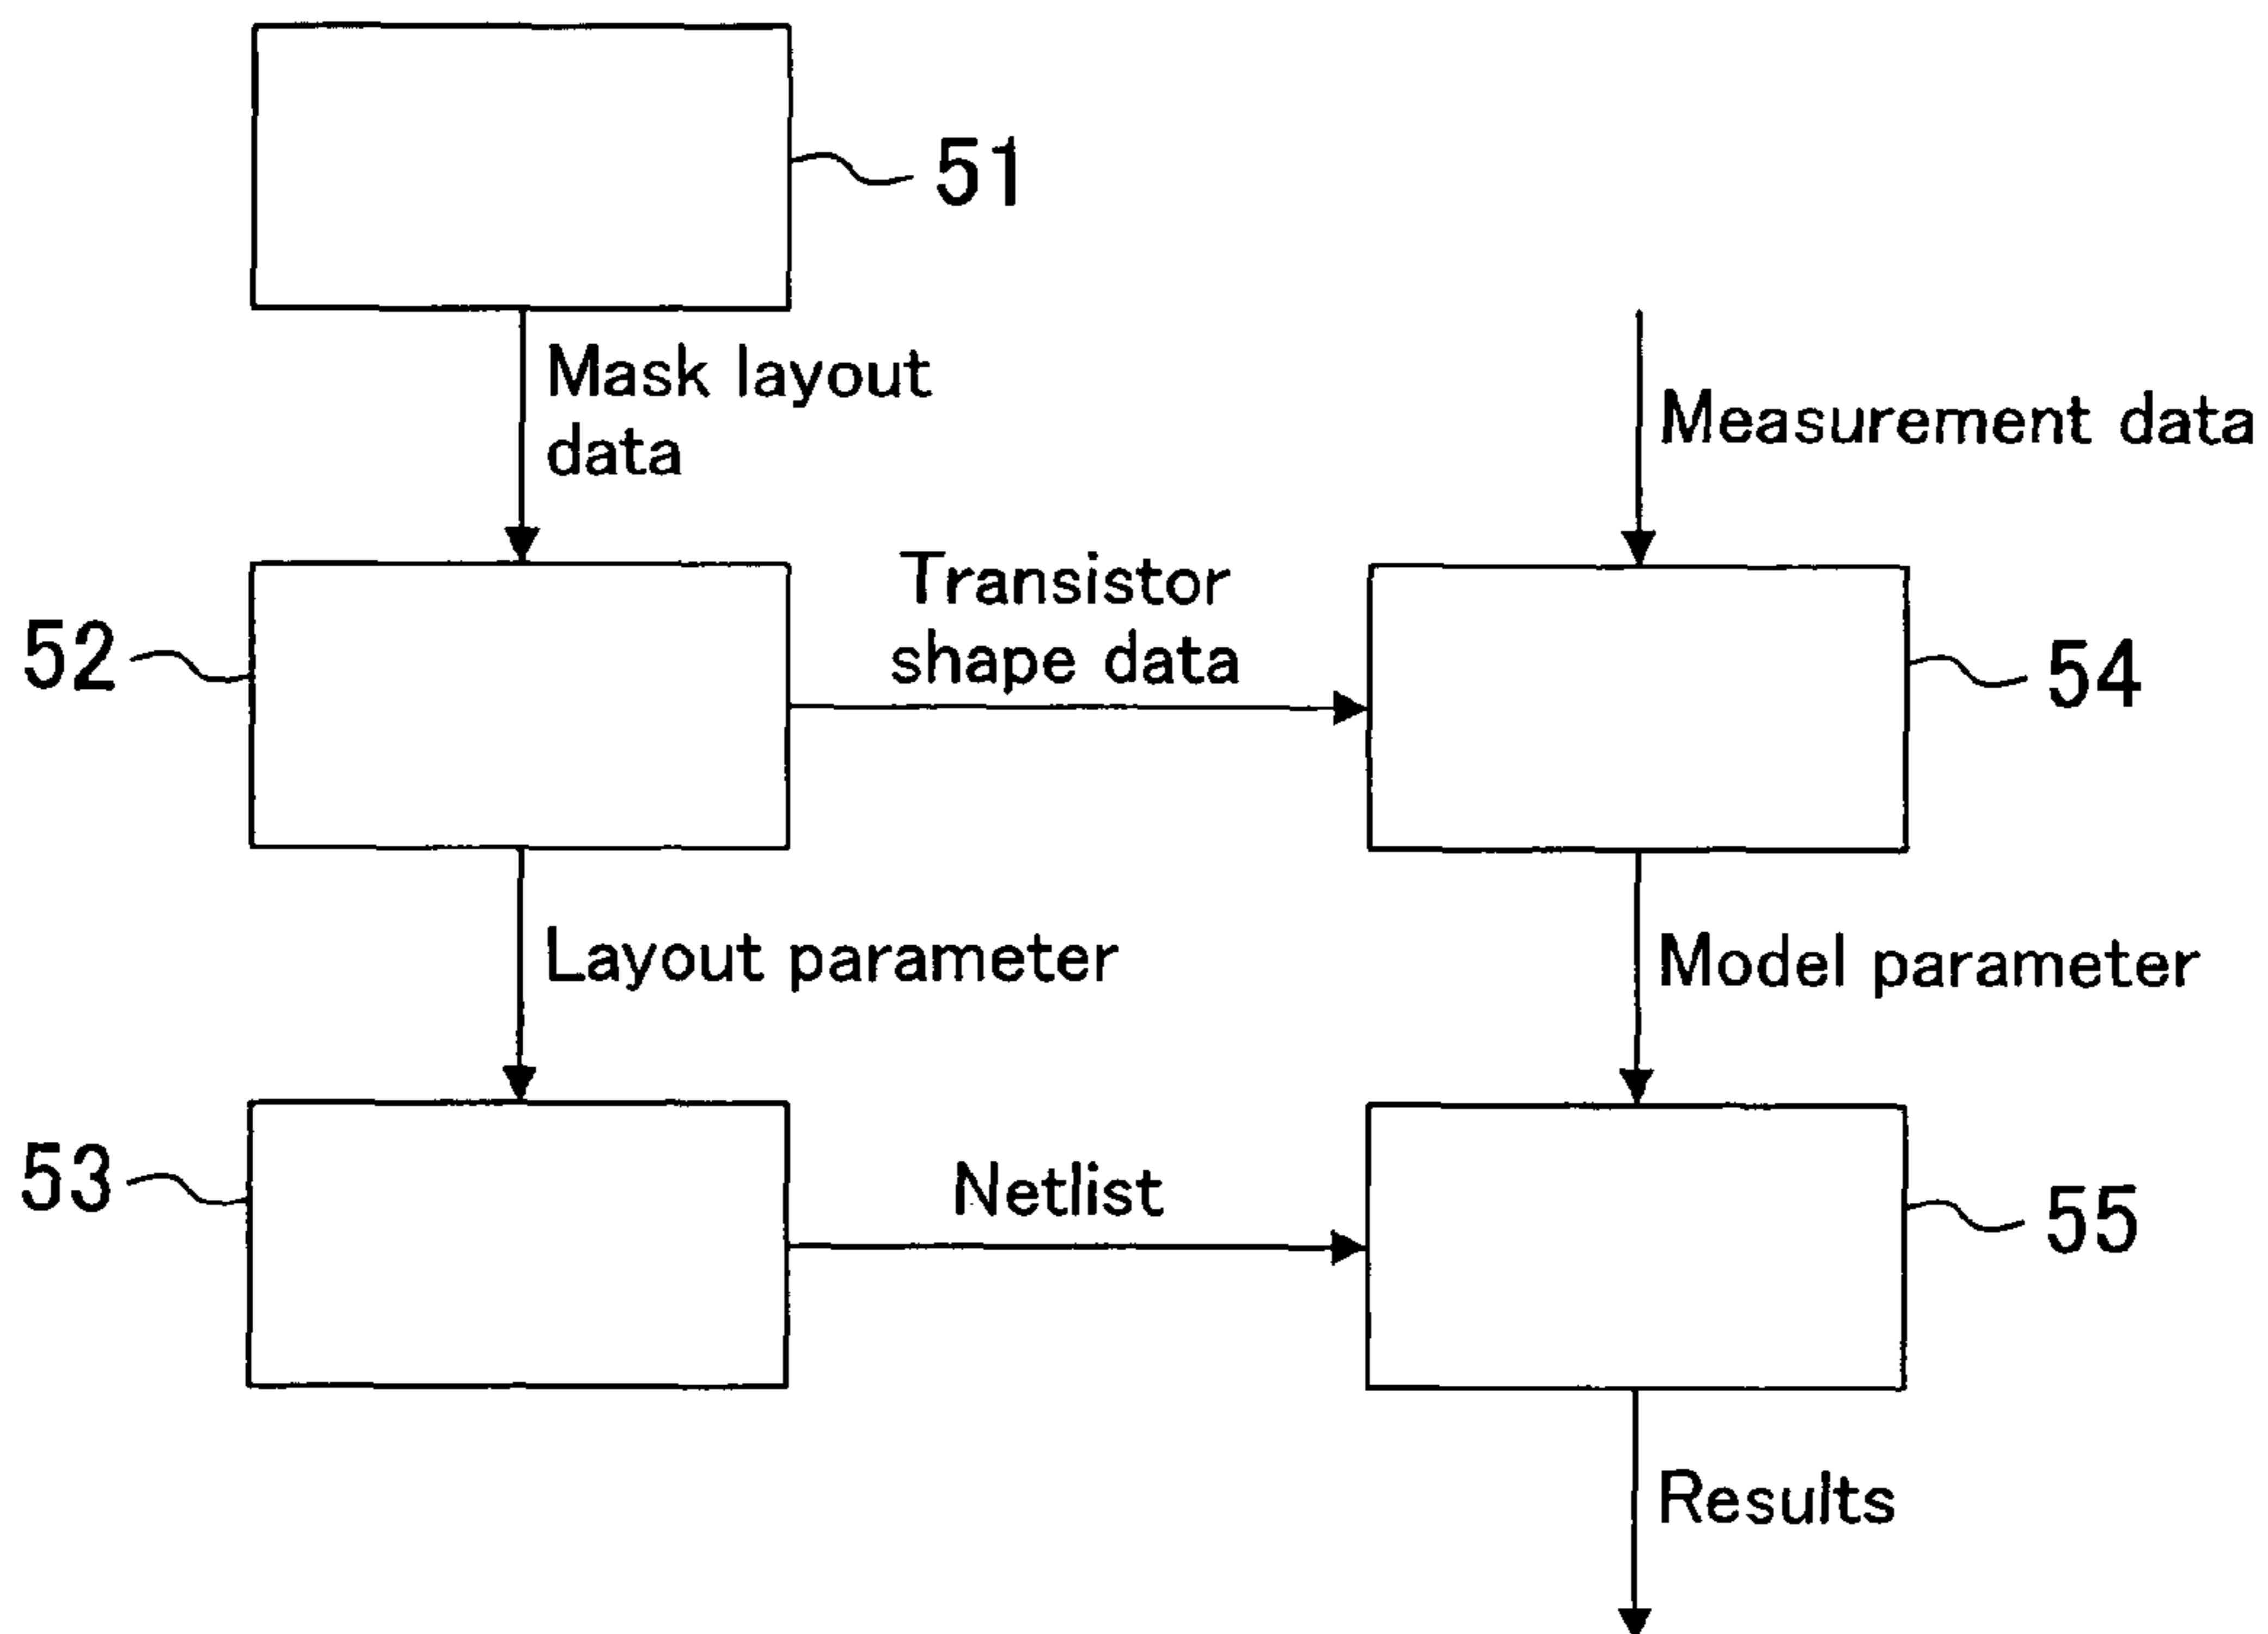 51
Mask layout
data
Measurement data
52
Transistor
shape data
54
Layout parameter
Model parameter
53
Netlist
55
Results